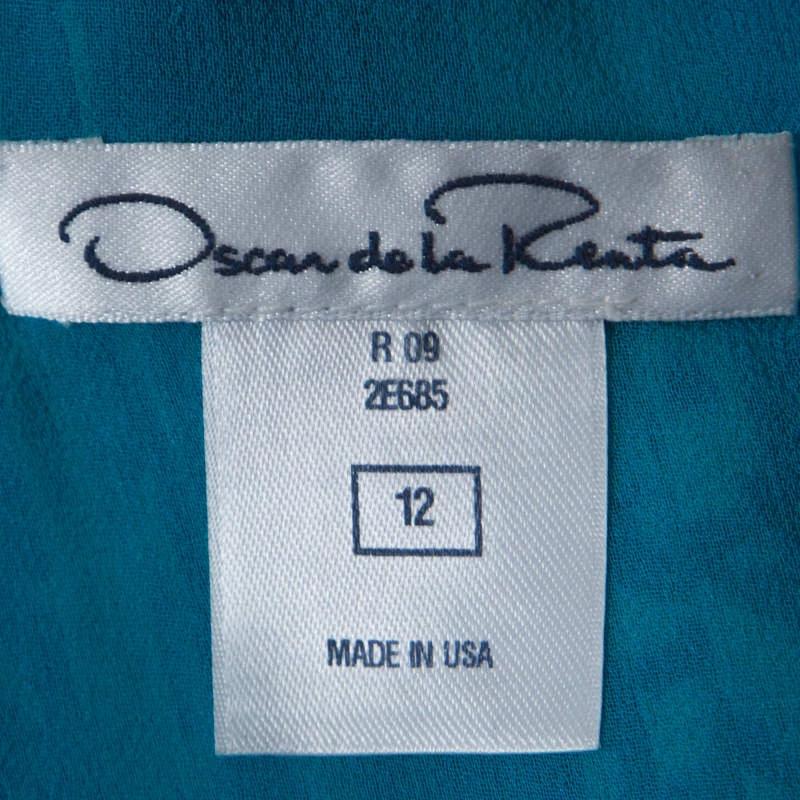 Oscar de la Renta
R 09
2E685
12
MADE IN USA